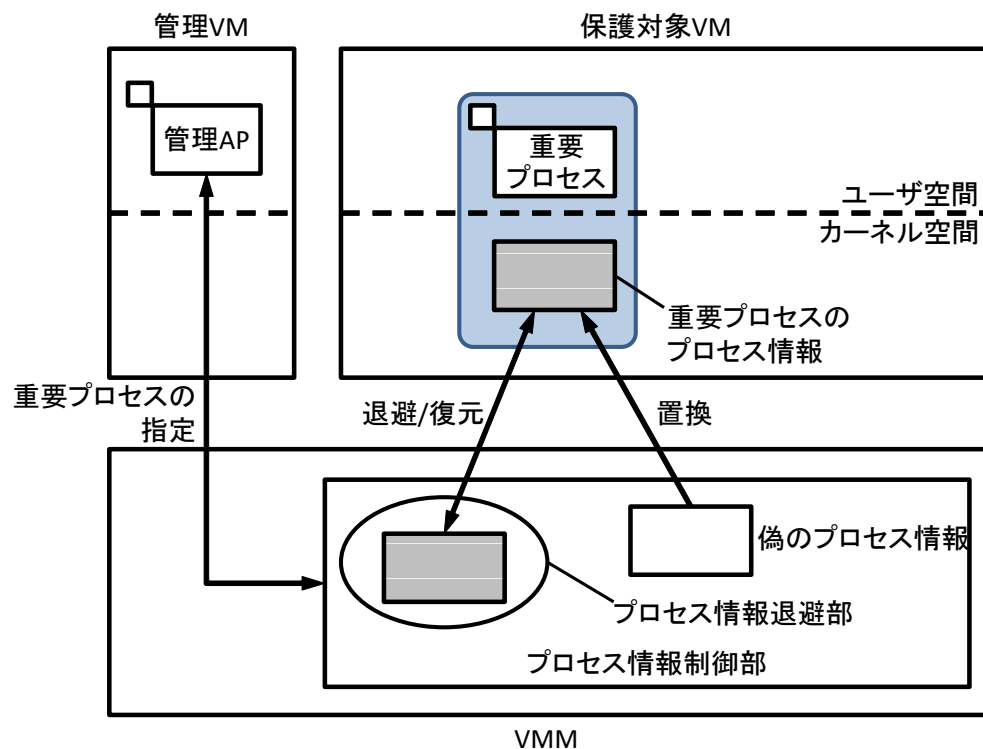 管理VM
保護対象VM
管理AP
重要
プロセス
ユーザ空間
カーネル空間
重要プロセスの
プロセス情報
重要プロセスの
指定
退避/復元
置換
偽のプロセス情報
プロセス情報退避部
プロセス情報制御部
VMM